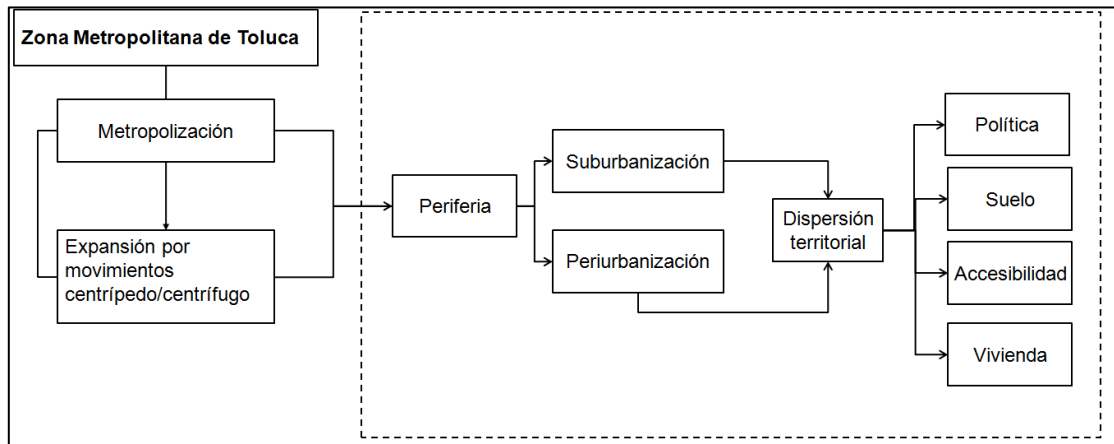 Zona Metropolitana de Toluca
Metropolización
Expansión por
movimientos
centrípedo/centrífugo
Periferia
Suburbanización
Periurbanización
Dispersión
territorial
Política
Suelo
Accesibilidad
Vivienda